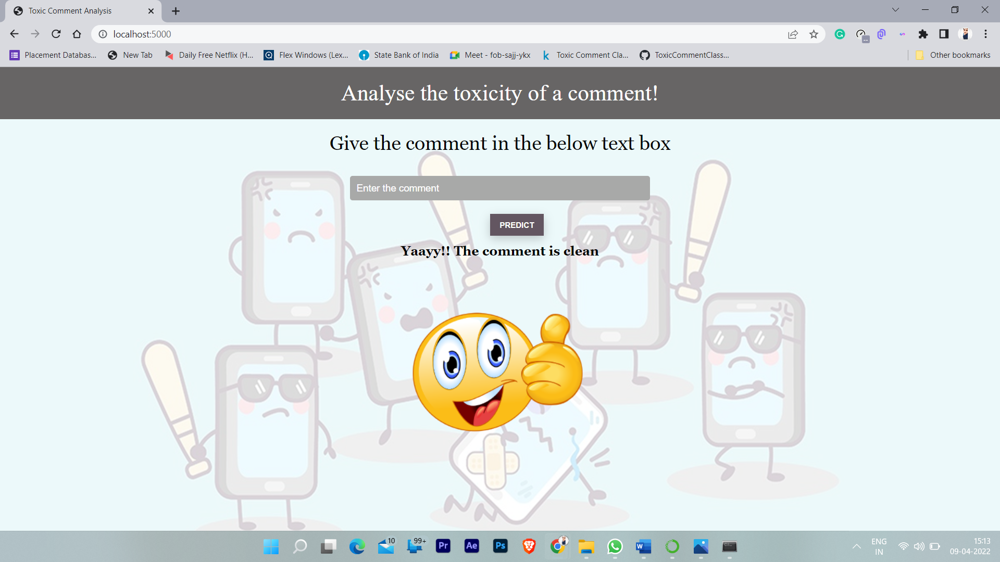 Toxic Comment Analysis
localhost:5000
Placement Databas...
New Tab
Daily Free Netflix (H...
Flex Windows (Lex...
State Bank of India
Meet - fob-sajj-ykx
k
Toxic Comment Cla...
ToxicCommentClass...
Other bookmarks
Analyse the toxicity of a comment!
Give the comment in the below text box
Enter the comment
PREDICT
Yaayy!! The comment is clean
10
99+
Pr
Ae
Ps
W
ENG
IN
15:13
09-04-2022